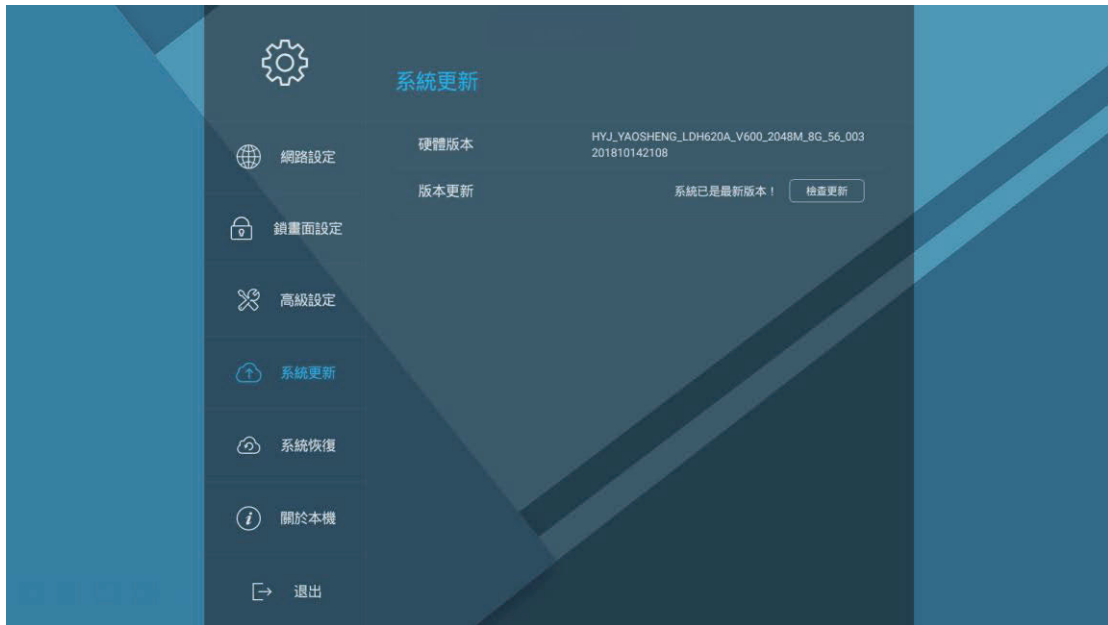 系統更新
硬體版本
HYJ_YAOSHENG_LDH620A_V600_2048M_8G_56_003
201810142108
版本更新
系統已是最新版本！
檢查更新
網路設定
鎖畫面設定
高級設定
系統更新
系統恢復
關於本機
退出